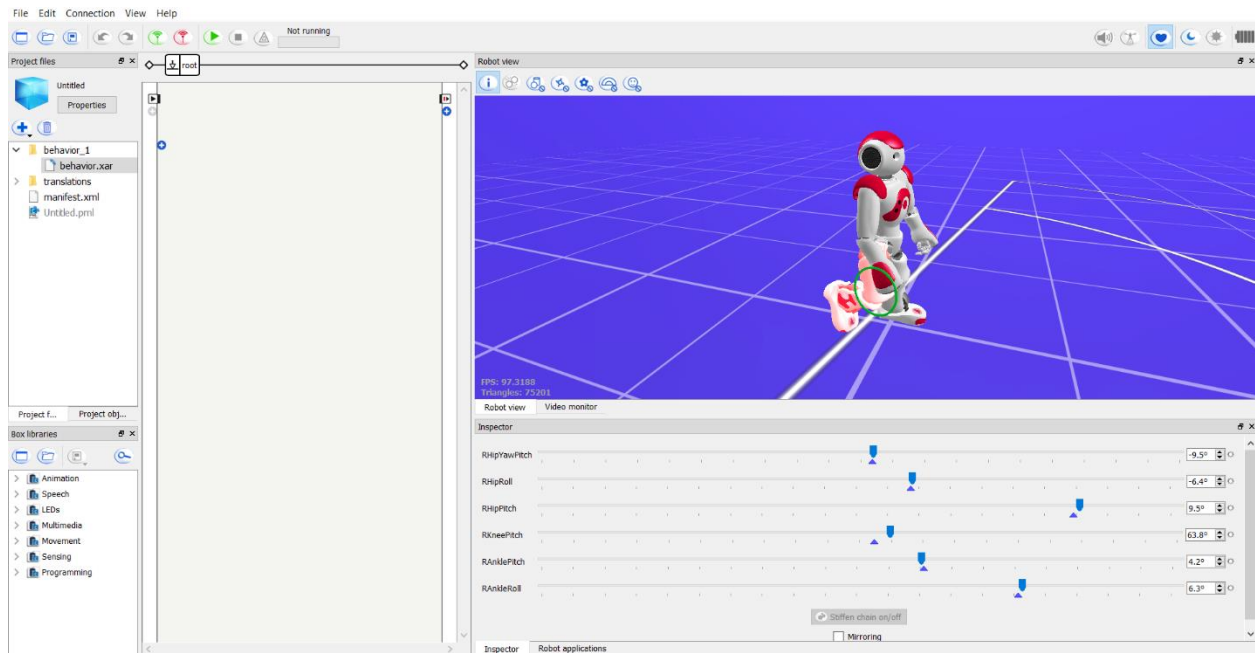 File Edit Connection View Help
Not running
Project files
Untitled
Properties
behavior_1
behavior.xar
translations
manifest.xml
Untitled.pml
Project f... Project obj...
Box libraries
Animation
Speech
LEDs
Multimedia
Movement
Sensing
Programming
root
Robot view
FPS: 97.3188
Triangles: 75201
Robot view Video monitor
Inspector
RHipYawPitch -9.5°
RHipRoll -6.4°
RHipPitch 9.5°
RKneePitch 63.8°
RAnklePitch 4.2°
RAnkleRoll 6.3°
Stiffen chain on/off
Mirroring
Inspector Robot applications